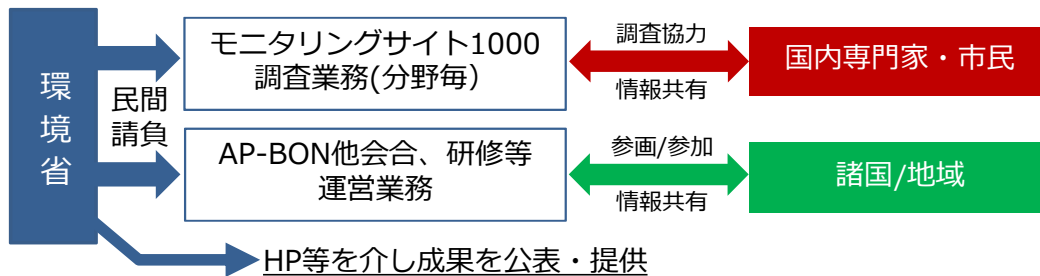 環境省
民間
請負
モニタリングサイト1000
調査業務(分野毎）
調査協力
情報共有
国内専門家・市民
AP-BON他会合、研修等
運営業務
参画/参加
情報共有
諸国/地域
HP等を介し成果を公表・提供